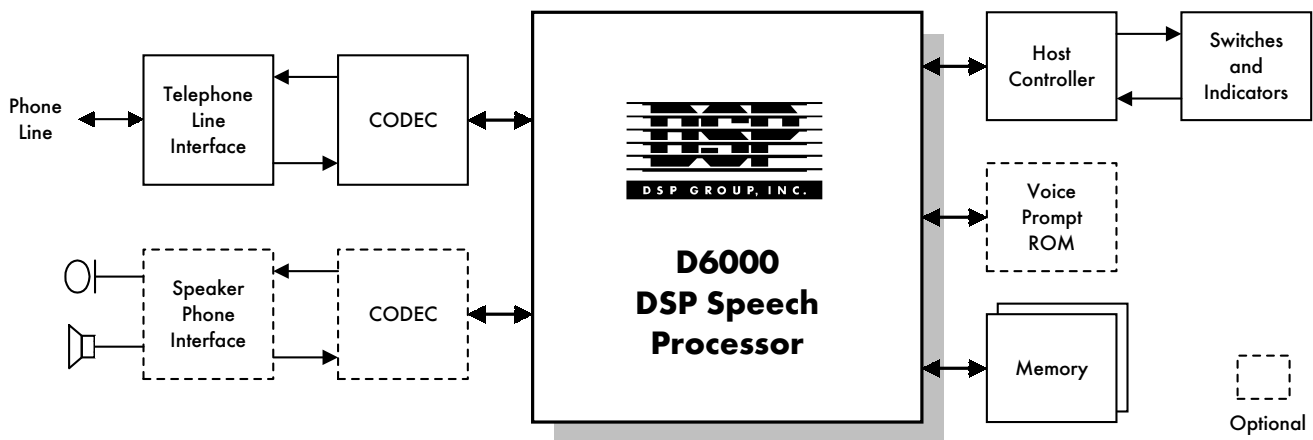 Phone
Line
Telephone
Line
Interface
CODEC
Speaker
Phone
Interface
CODEC
DSP
DSP GROUP, INC.
D6000
DSP Speech
Processor
Host
Controller
Switches
and
Indicators
Voice
Prompt
ROM
Memory
Optional